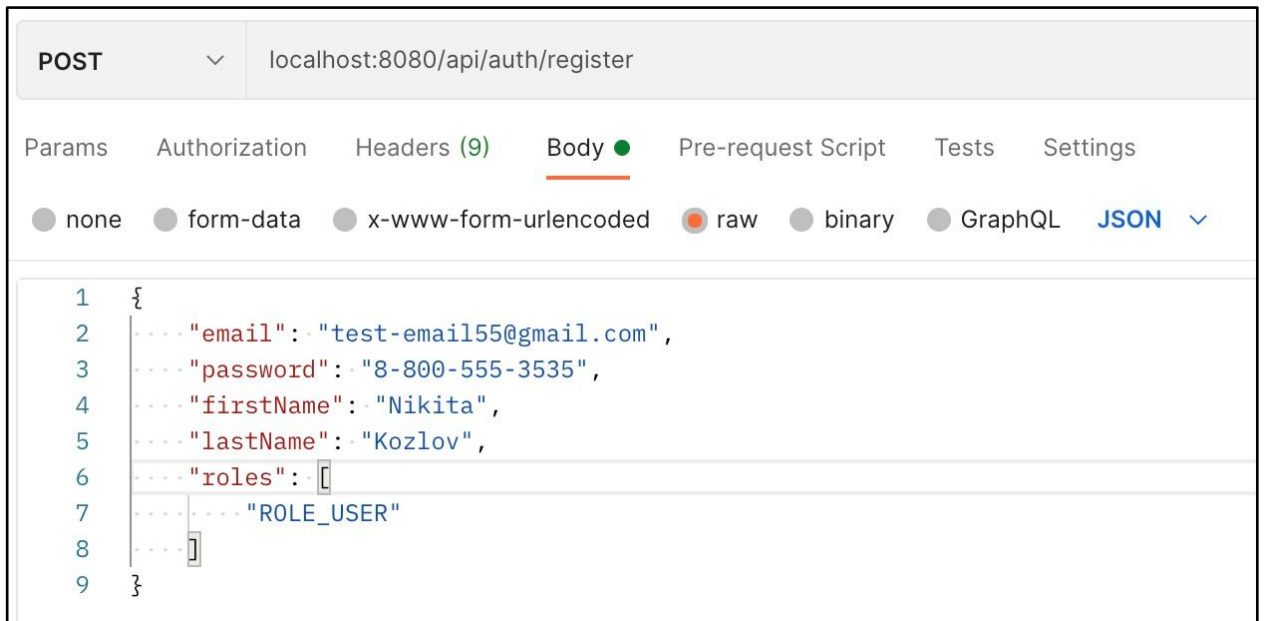 POST localhost:8080/api/auth/register
Params Authorization Headers (9) Body Pre-request Script Tests Settings
none form-data x-www-form-urlencoded raw binary GraphQL JSON
1 {
2     "email": "test-email55@gmail.com",
3     "password": "8-800-555-3535",
4     "firstName": "Nikita",
5     "lastName": "Kozlov",
6     "roles": [
7         "ROLE_USER"
8     ]
9 }